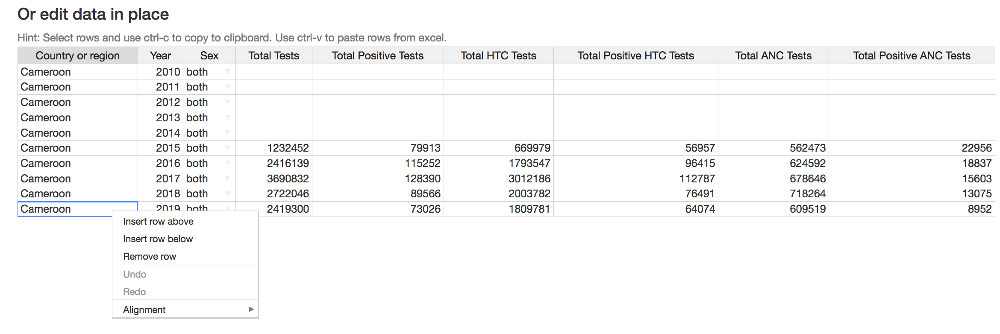 Or edit data in place
Hint: Select rows and use ctrl-c to copy to clipboard. Use ctrl-v to paste rows from excel.
Country or region Year Sex Total Tests Total Positive Tests Total HTC Tests Total Positive HTC Tests Total ANC Tests Total Positive ANC Tests
Cameroon 2010 both
Cameroon 2011 both
Cameroon 2012 both
Cameroon 2013 both
Cameroon 2014 both
Cameroon 2015 both 1232452 79913 669979 56957 562473 22956
Cameroon 2016 both 2416139 115252 1793547 96415 624592 18837
Cameroon 2017 both 3690832 128390 3012186 112787 678646 15603
Cameroon 2018 both 2722046 89566 2003782 76491 718264 13075
Cameroon 2019 both 2419300 73026 1809781 64074 609519 8952
Insert row above
Insert row below
Remove row
Undo
Redo
Alignment